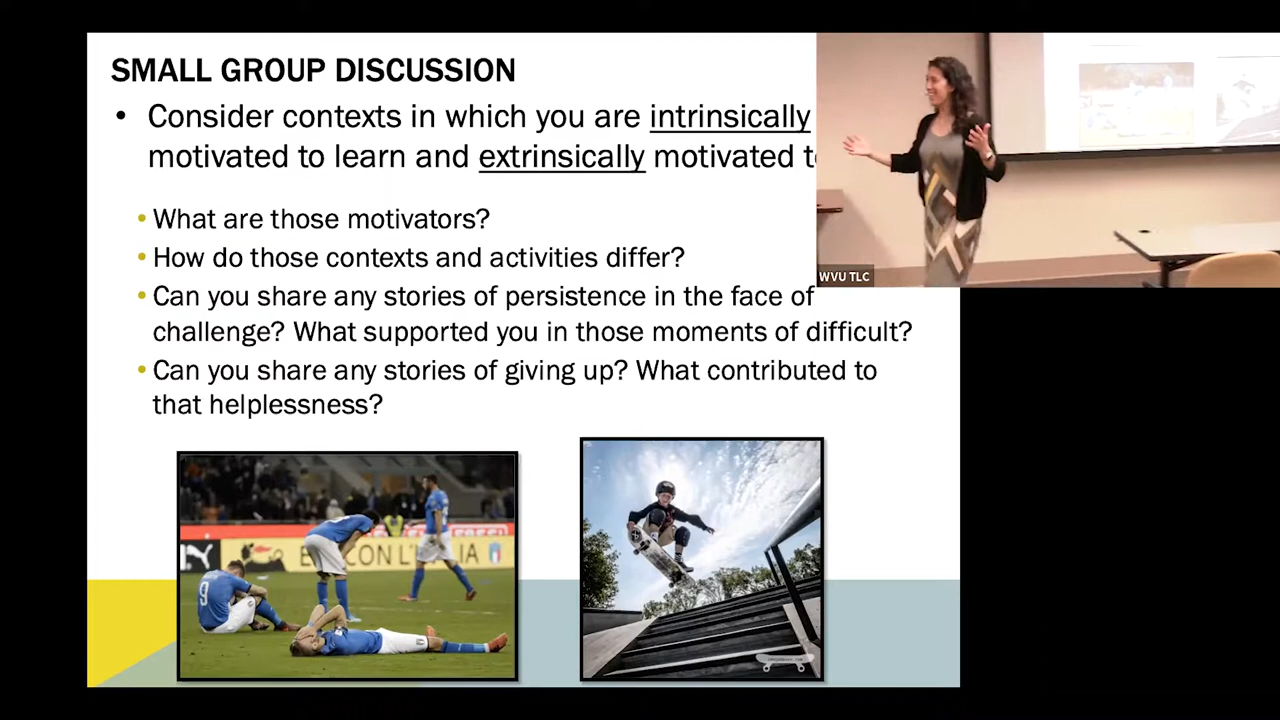 SMALL GROUP DISCUSSION
• Consider contexts in which you are intrinsically
motivated to learn and extrinsically motivated
• What are those motivators?
• How do those contexts and activities differ?
• Can you share any stories of persistence in the face of
challenge? What supported you in those moments of difficult?
• Can you share any stories of giving up? What contributed to
that helplessness?
WVU TLC
CON L'
ALIA
9